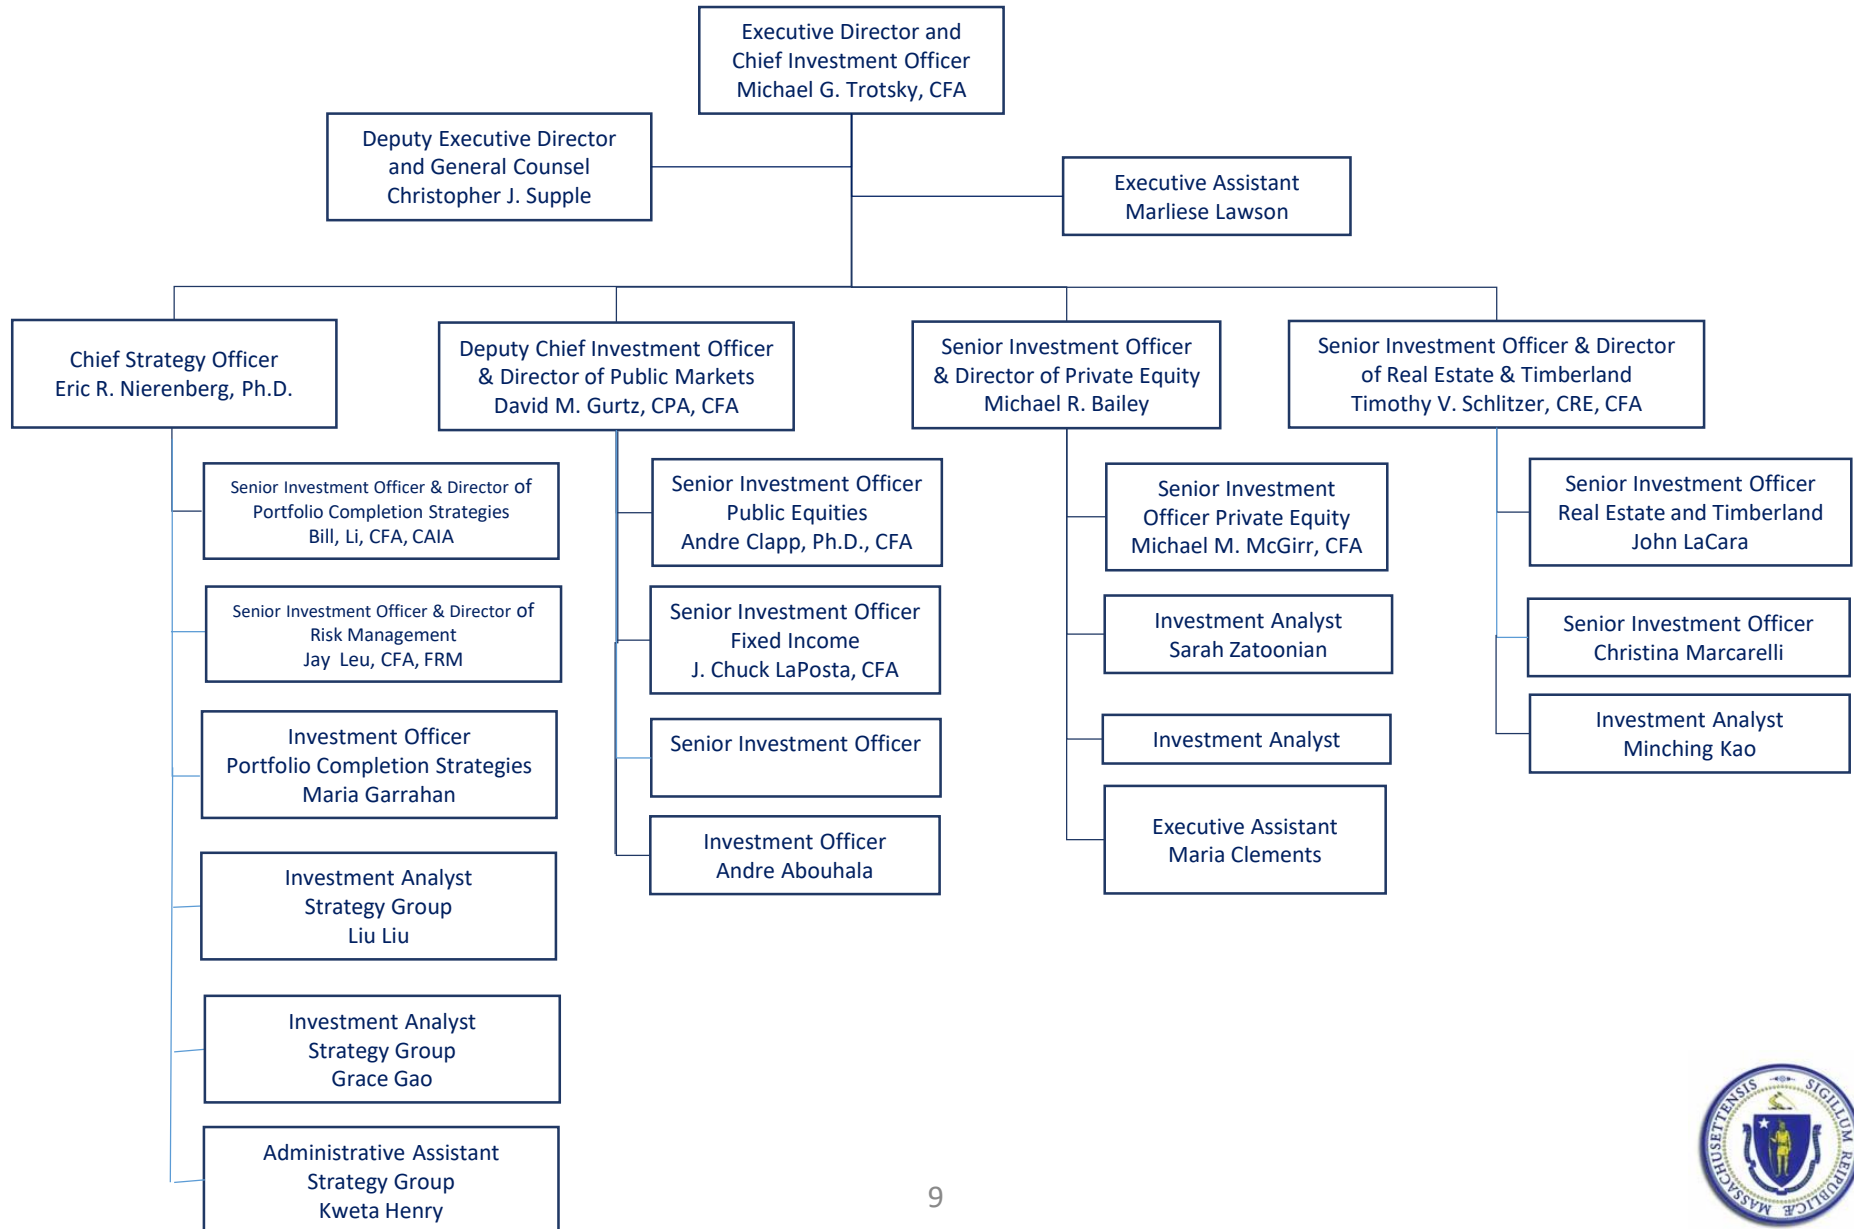 Executive Director and
Chief Investment Officer
Michael G. Trotsky, CFA
Deputy Executive Director
and General Counsel
Christopher J. Supple
Executive Assistant
Marliese Lawson
Chief Strategy Officer
Eric R. Nierenberg, Ph.D.
Deputy Chief Investment Officer
& Director of Public Markets
David M. Gurtz, CPA, CFA
Senior Investment Officer
& Director of Private Equity
Michael R. Bailey
Senior Investment Officer & Director
of Real Estate & Timberland
Timothy V. Schlitzer, CRE, CFA
Senior Investment Officer & Director of
Portfolio Completion Strategies
Bill, Li, CFA, CAIA
Senior Investment Officer & Director of
Risk Management
Jay Leu, CFA, FRM
Investment Officer
Portfolio Completion Strategies
Maria Garrahan
Investment Analyst
Strategy Group
Liu Liu
Investment Analyst
Strategy Group
Grace Gao
Administrative Assistant
Strategy Group
Kweta Henry
Senior Investment Officer
Public Equities
Andre Clapp, Ph.D., CFA
Senior Investment Officer
Fixed Income
J. Chuck LaPosta, CFA
Senior Investment Officer
Investment Officer
Andre Abouhala
Senior Investment
Officer Private Equity
Michael M. McGirr, CFA
Investment Analyst
Sarah Zatoonian
Investment Analyst
Executive Assistant
Maria Clements
Senior Investment Officer
Real Estate and Timberland
John LaCara
Senior Investment Officer
Christina Marcarelli
Investment Analyst
Minching Kao
9
SIGILLUM REIPUBLICÆ MASSACHUSETTENSIS